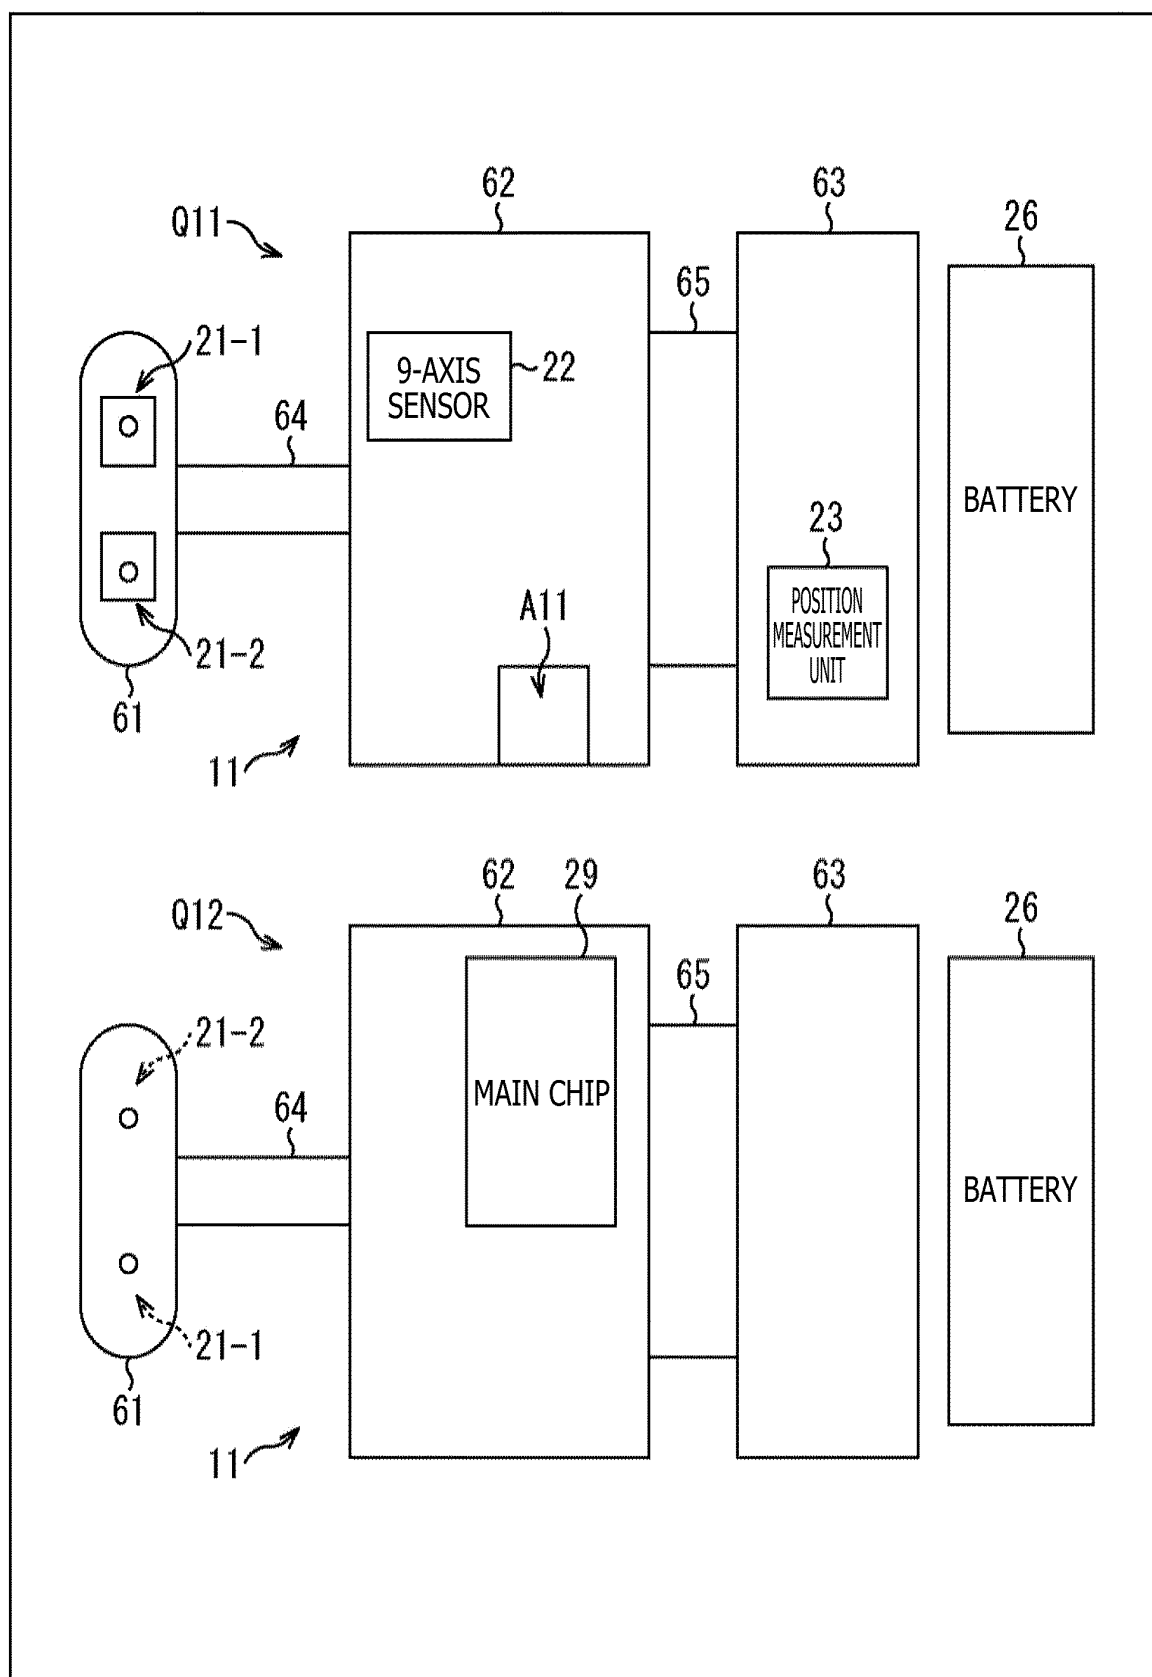 62
63
Q11
26
65
21-1
9-AXIS
SENSOR
22
64
BATTERY
23
A11
POSITION
MEASUREMENT
UNIT
21-2
61
11
62
29
63
Q12
26
65
21-2
MAIN CHIP
64
BATTERY
21-1
61
11